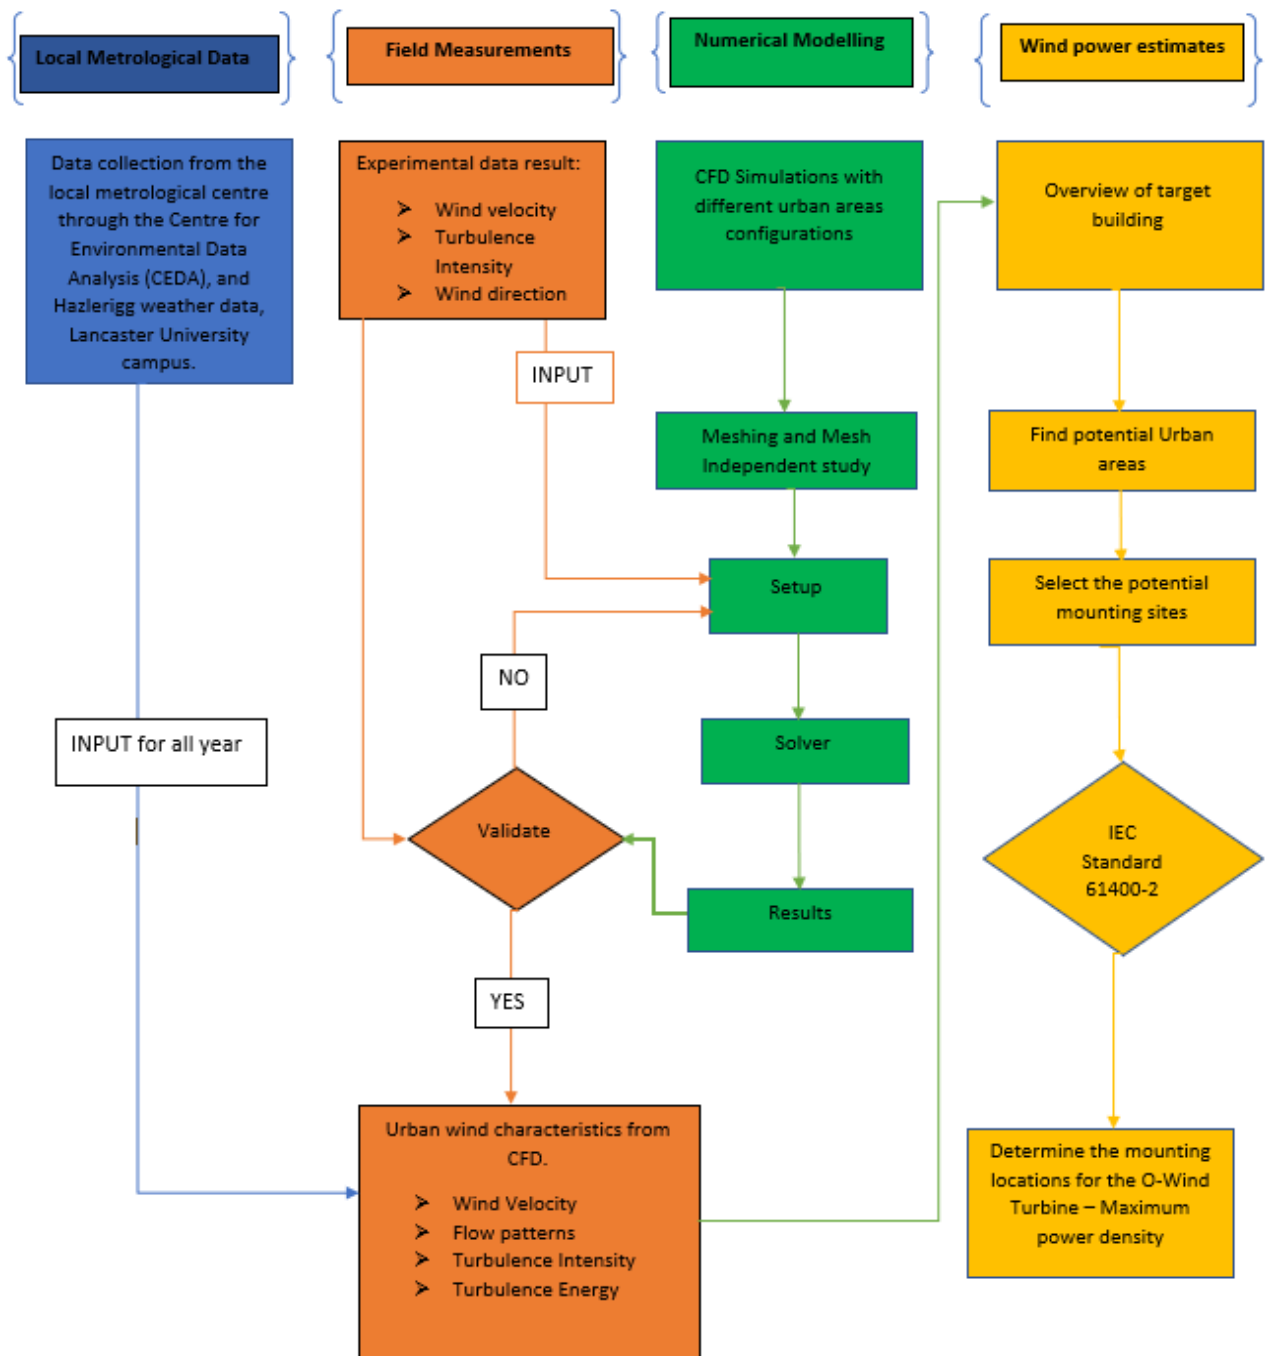 Local Metrological Data
Field Measurements
Numerical Modelling
Wind power estimates
Data collection from the
local metrological centre
through the Centre for
Environmental Data
Analysis (CEDA), and
Hazlerigg weather data,
Lancaster University
campus.
Experimental data result:
➤ Wind velocity
➤ Turbulence
Intensity
➤ Wind direction
CFD Simulations with
different urban areas
configurations
Overview of target
building
INPUT
Meshing and Mesh
Independent study
Find potential Urban
areas
Setup
Select the potential
mounting sites
NO
INPUT for all year
Solver
Validate
IEC
Standard
61400-2
Results
YES
Urban wind characteristics from
CFD.
➤ Wind Velocity
➤ Flow patterns
➤ Turbulence Intensity
➤ Turbulence Energy
Determine the mounting
locations for the O-Wind
Turbine – Maximum
power density